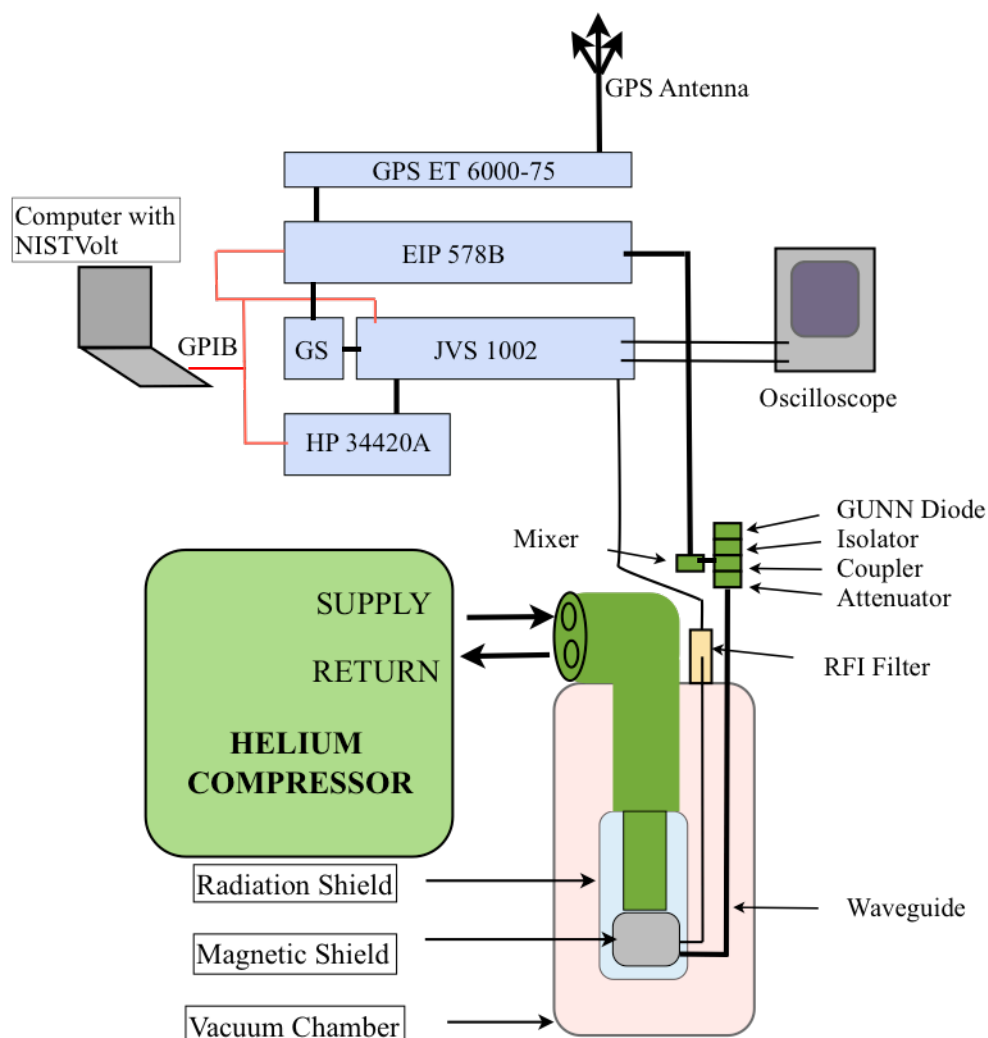 GPS Antenna
GPS ET 6000-75
Computer with
NISTVolt
EIP 578B
GPIB
GS
JVS 1002
Oscilloscope
HP 34420A
GUNN Diode
Mixer
Isolator
Coupler
Attenuator
SUPPLY
RETURN
RFI Filter
HELIUM
COMPRESSOR
Radiation Shield
Waveguide
Magnetic Shield
Vacuum Chamber